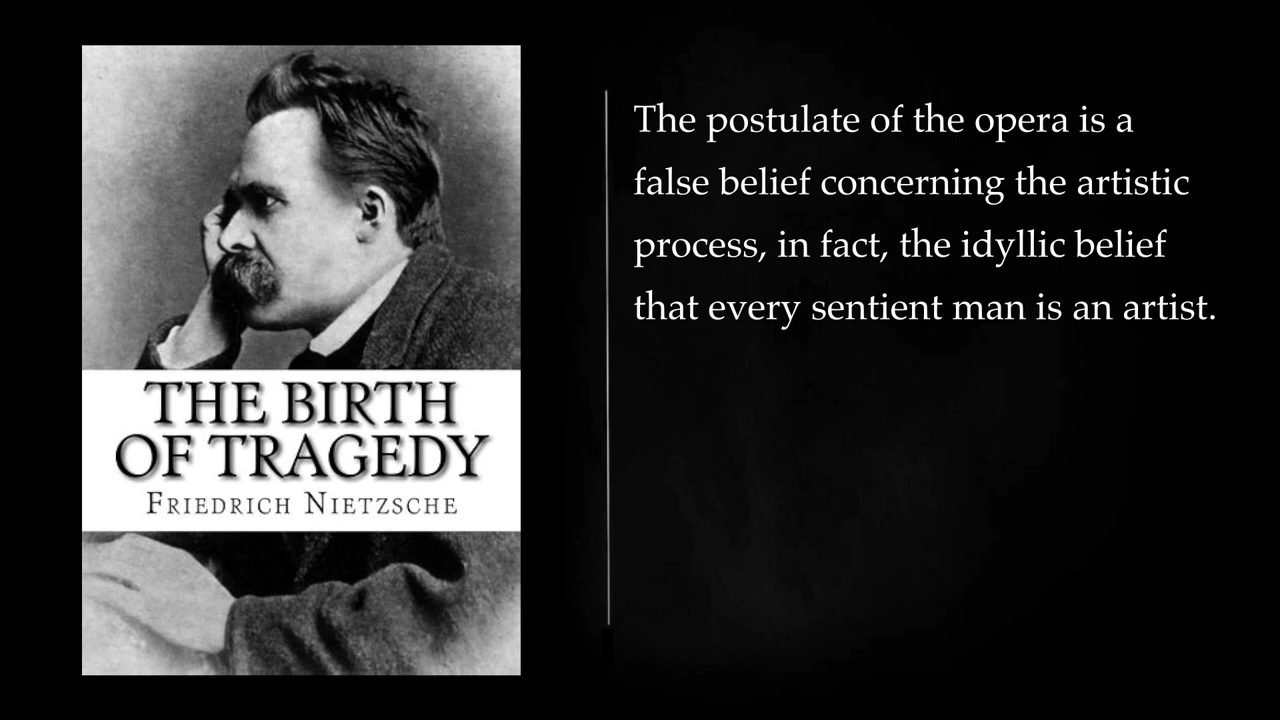 THE BIRTH
OF TRAGEDY
FRIEDRICH NIETZSCHE
The postulate of the opera is a
false belief concerning the artistic
process, in fact, the idyllic belief
that every sentient man is an artist.